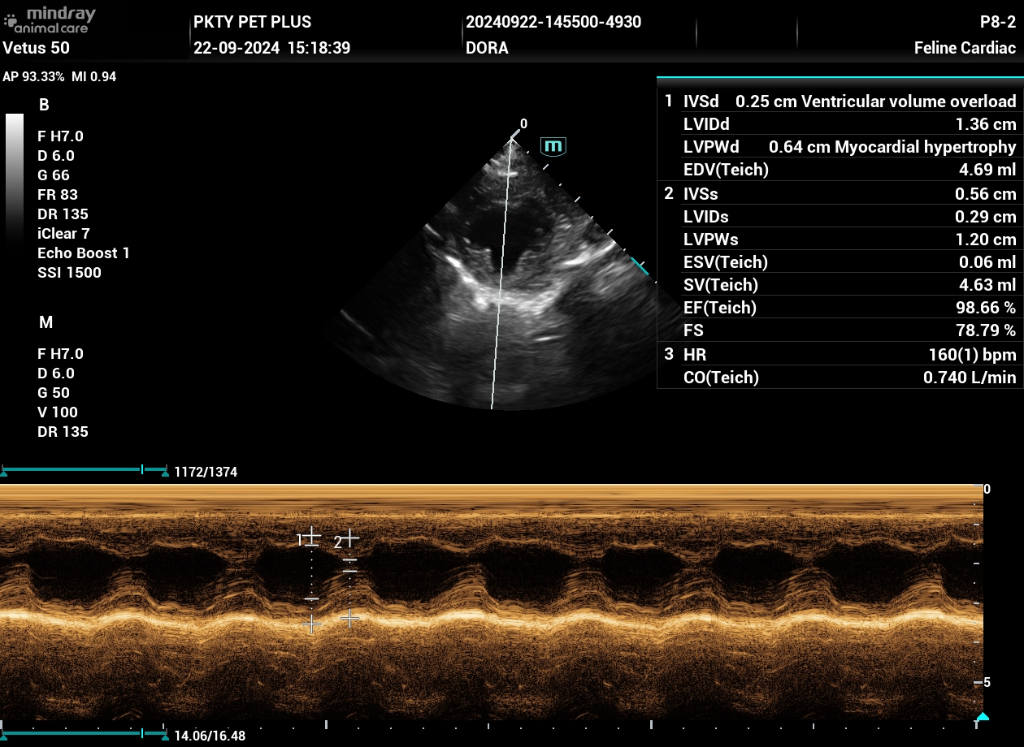 mindray
animalcare
Vetus 50
PKTY PET PLUS
22-09-2024 15:18:39
20240922-145500-4930
DORA
P8-2
Feline Cardiac
AP 93.33% MI 0.94
B
F H7.0
D 6.0
G 66
FR 83
DR 135
iClear 7
Echo Boost 1
SSI 1500
M
F H7.0
D 6.0
G 50
V 100
DR 135
0
m
1 IVSd 0.25 cm Ventricular volume overload
LVIDd 1.36 cm
LVPWd 0.64 cm Myocardial hypertrophy
EDV(Teich) 4.69 ml
2 IVSs 0.56 cm
LVIDs 0.29 cm
LVPWs 1.20 cm
ESV(Teich) 0.06 ml
SV(Teich) 4.63 ml
EF(Teich) 98.66 %
FS 78.79 %
3 HR 160(1) bpm
CO(Teich) 0.740 L/min
1172/1374
0
1 2
5
14.06/16.48